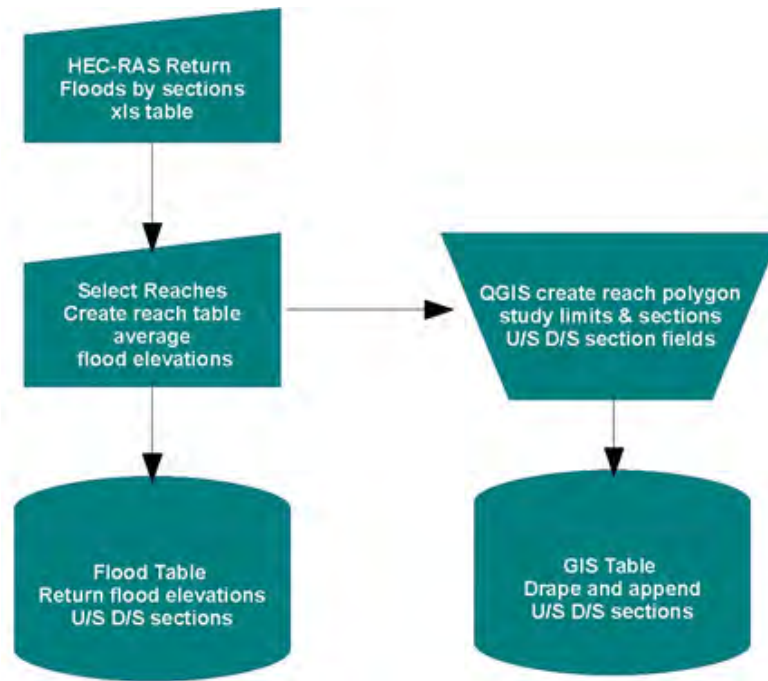 HEC-RAS Return
Floods by sections
xls table
Select Reaches
Create reach table
average
flood elevations
QGIS create reach polygon
study limits & sections
U/S D/S section fields
Flood Table
Return flood elevations
U/S D/S sections
GIS Table
Drape and append
U/S D/S sections